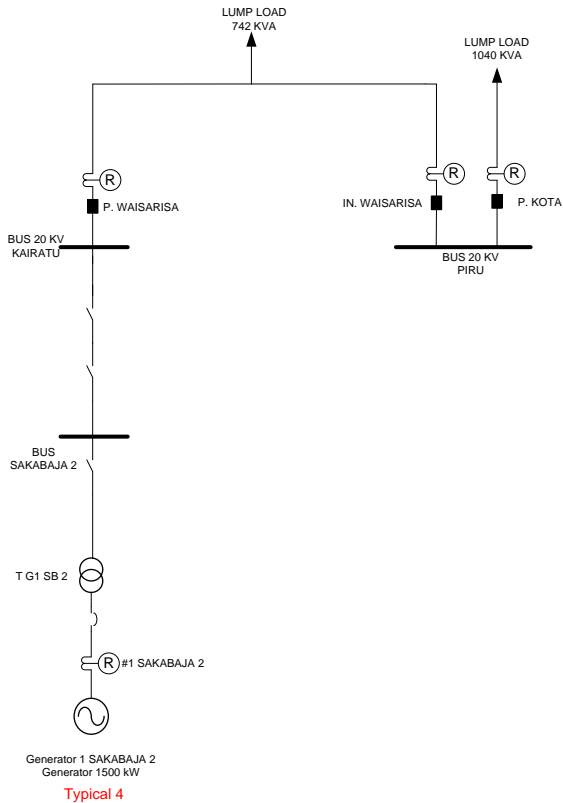 LUMP LOAD
742 KVA
LUMP LOAD
1040 KVA
R
R
R
P. WAISARISA
IN. WAISARISA
P. KOTA
BUS 20 KV
KAIRATU
BUS 20 KV
PIRU
BUS
SAKABAJA 2
T G1 SB 2
R
#1 SAKABAJA 2
Generator 1 SAKABAJA 2
Generator 1500 kW
Typical 4